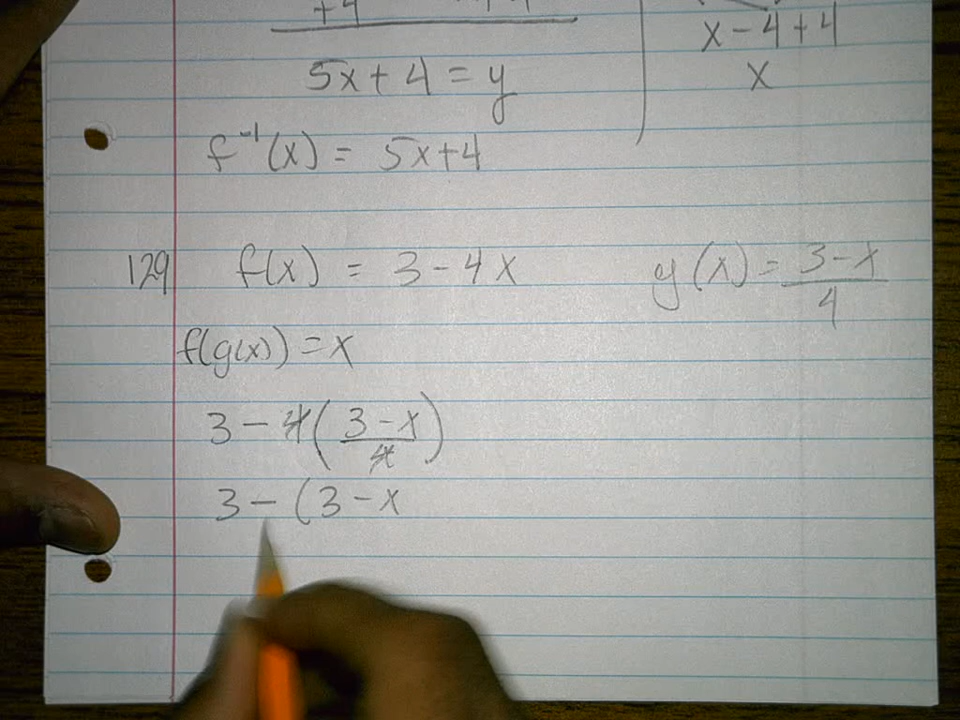 5x + 4 = y
x - 4 + 4
x
f⁻¹(x) = 5x + 4
129 f(x) = 3 - 4x
y(x) = (3 - x)/4
f(g(x)) = x
3 - 4((3 - x)/4)
3 - (3 - x